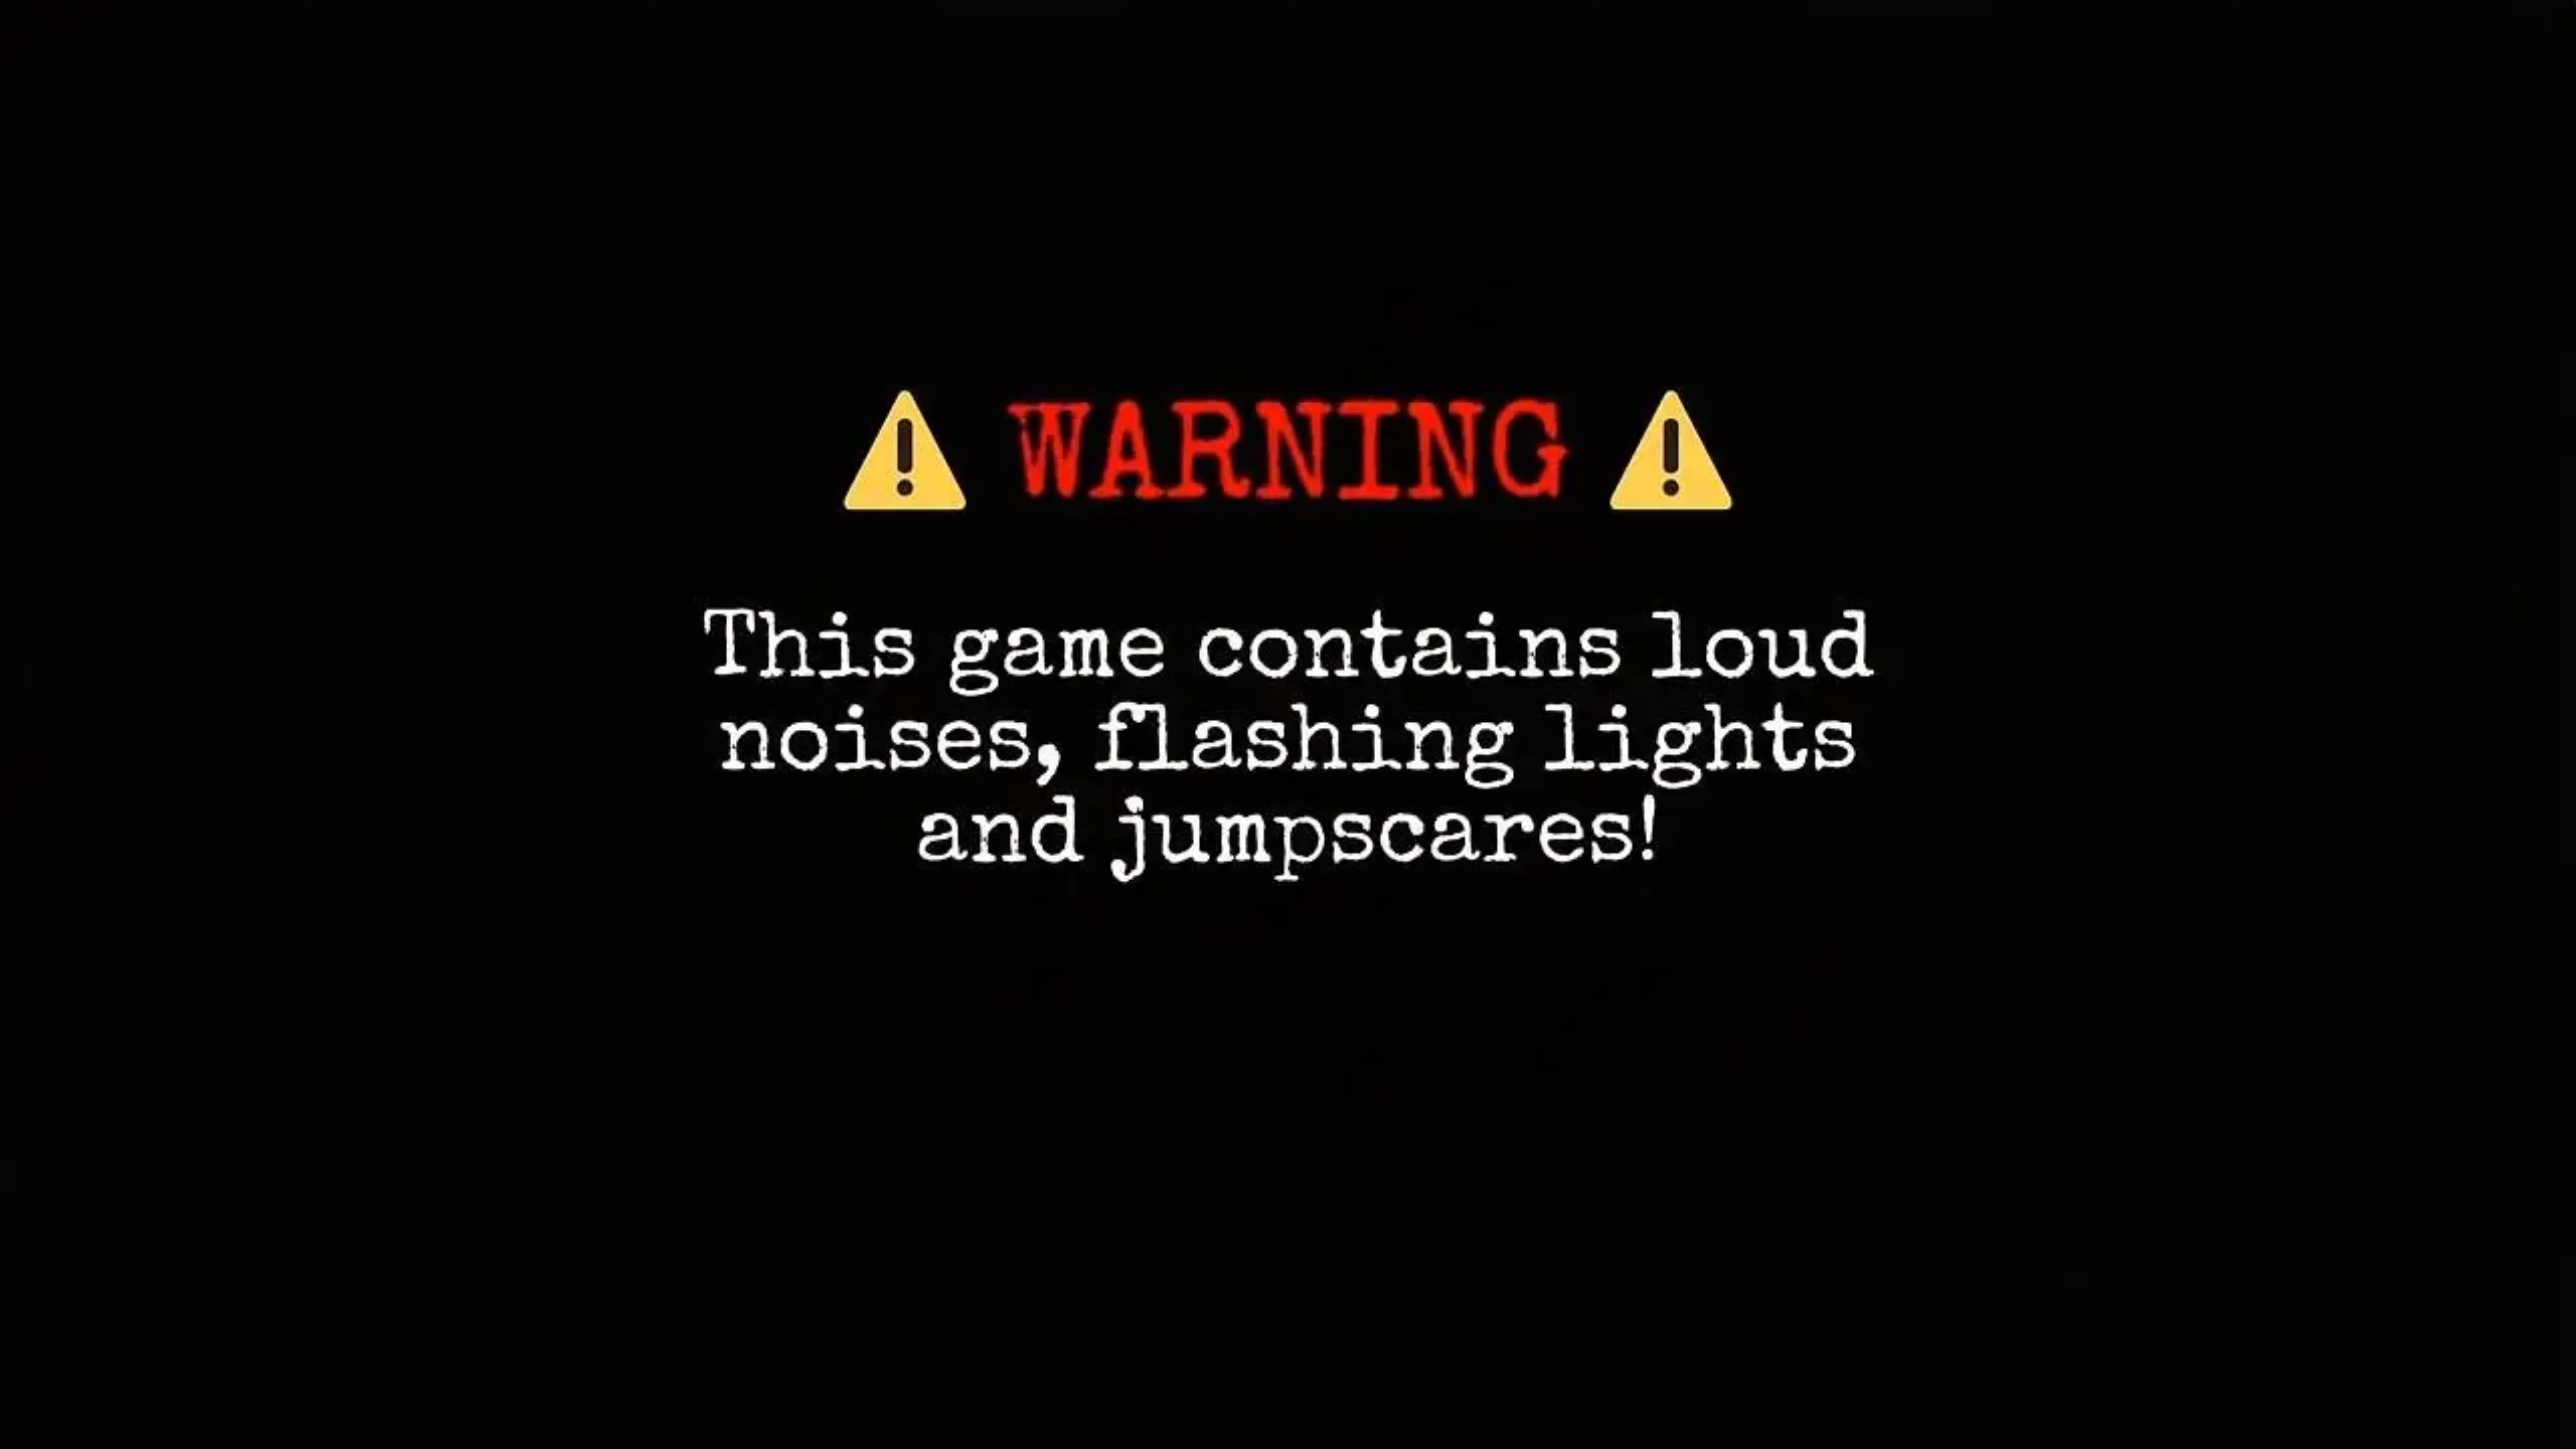 ⚠ WARNING ⚠
This game contains loud
noises, flashing lights
and jumpscares!